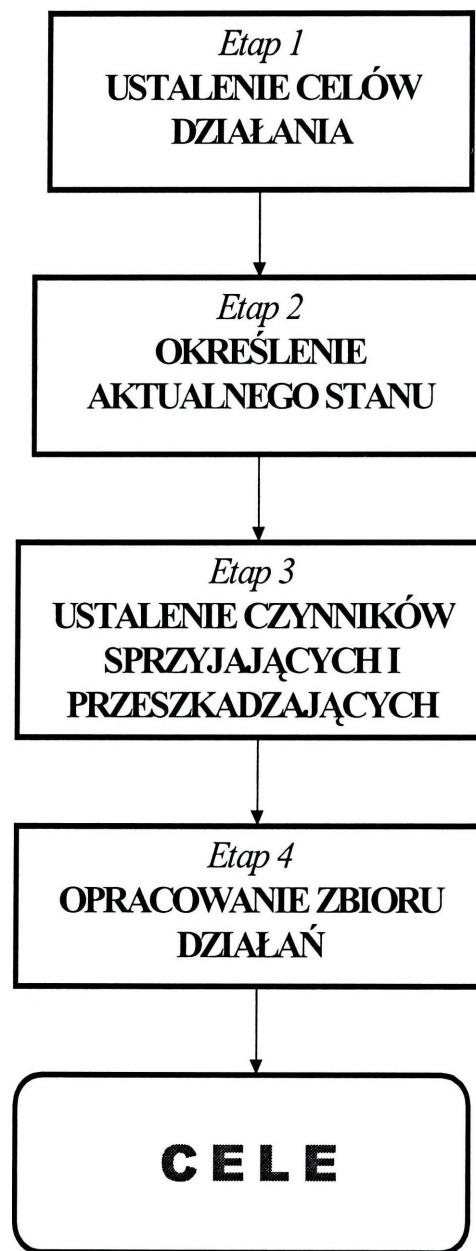 Etap 1
USTALENIE CELÓW
DZIAŁANIA
Etap 2
OKREŚLENIE
AKTUALNEGO STANU
Etap 3
USTALENIE CZYNNIKÓW
SPRZYJAJĄCYCH I
PRZESZKADZAJĄCYCH
Etap 4
OPRACOWANIE ZBIORU
DZIAŁAŃ
CELE